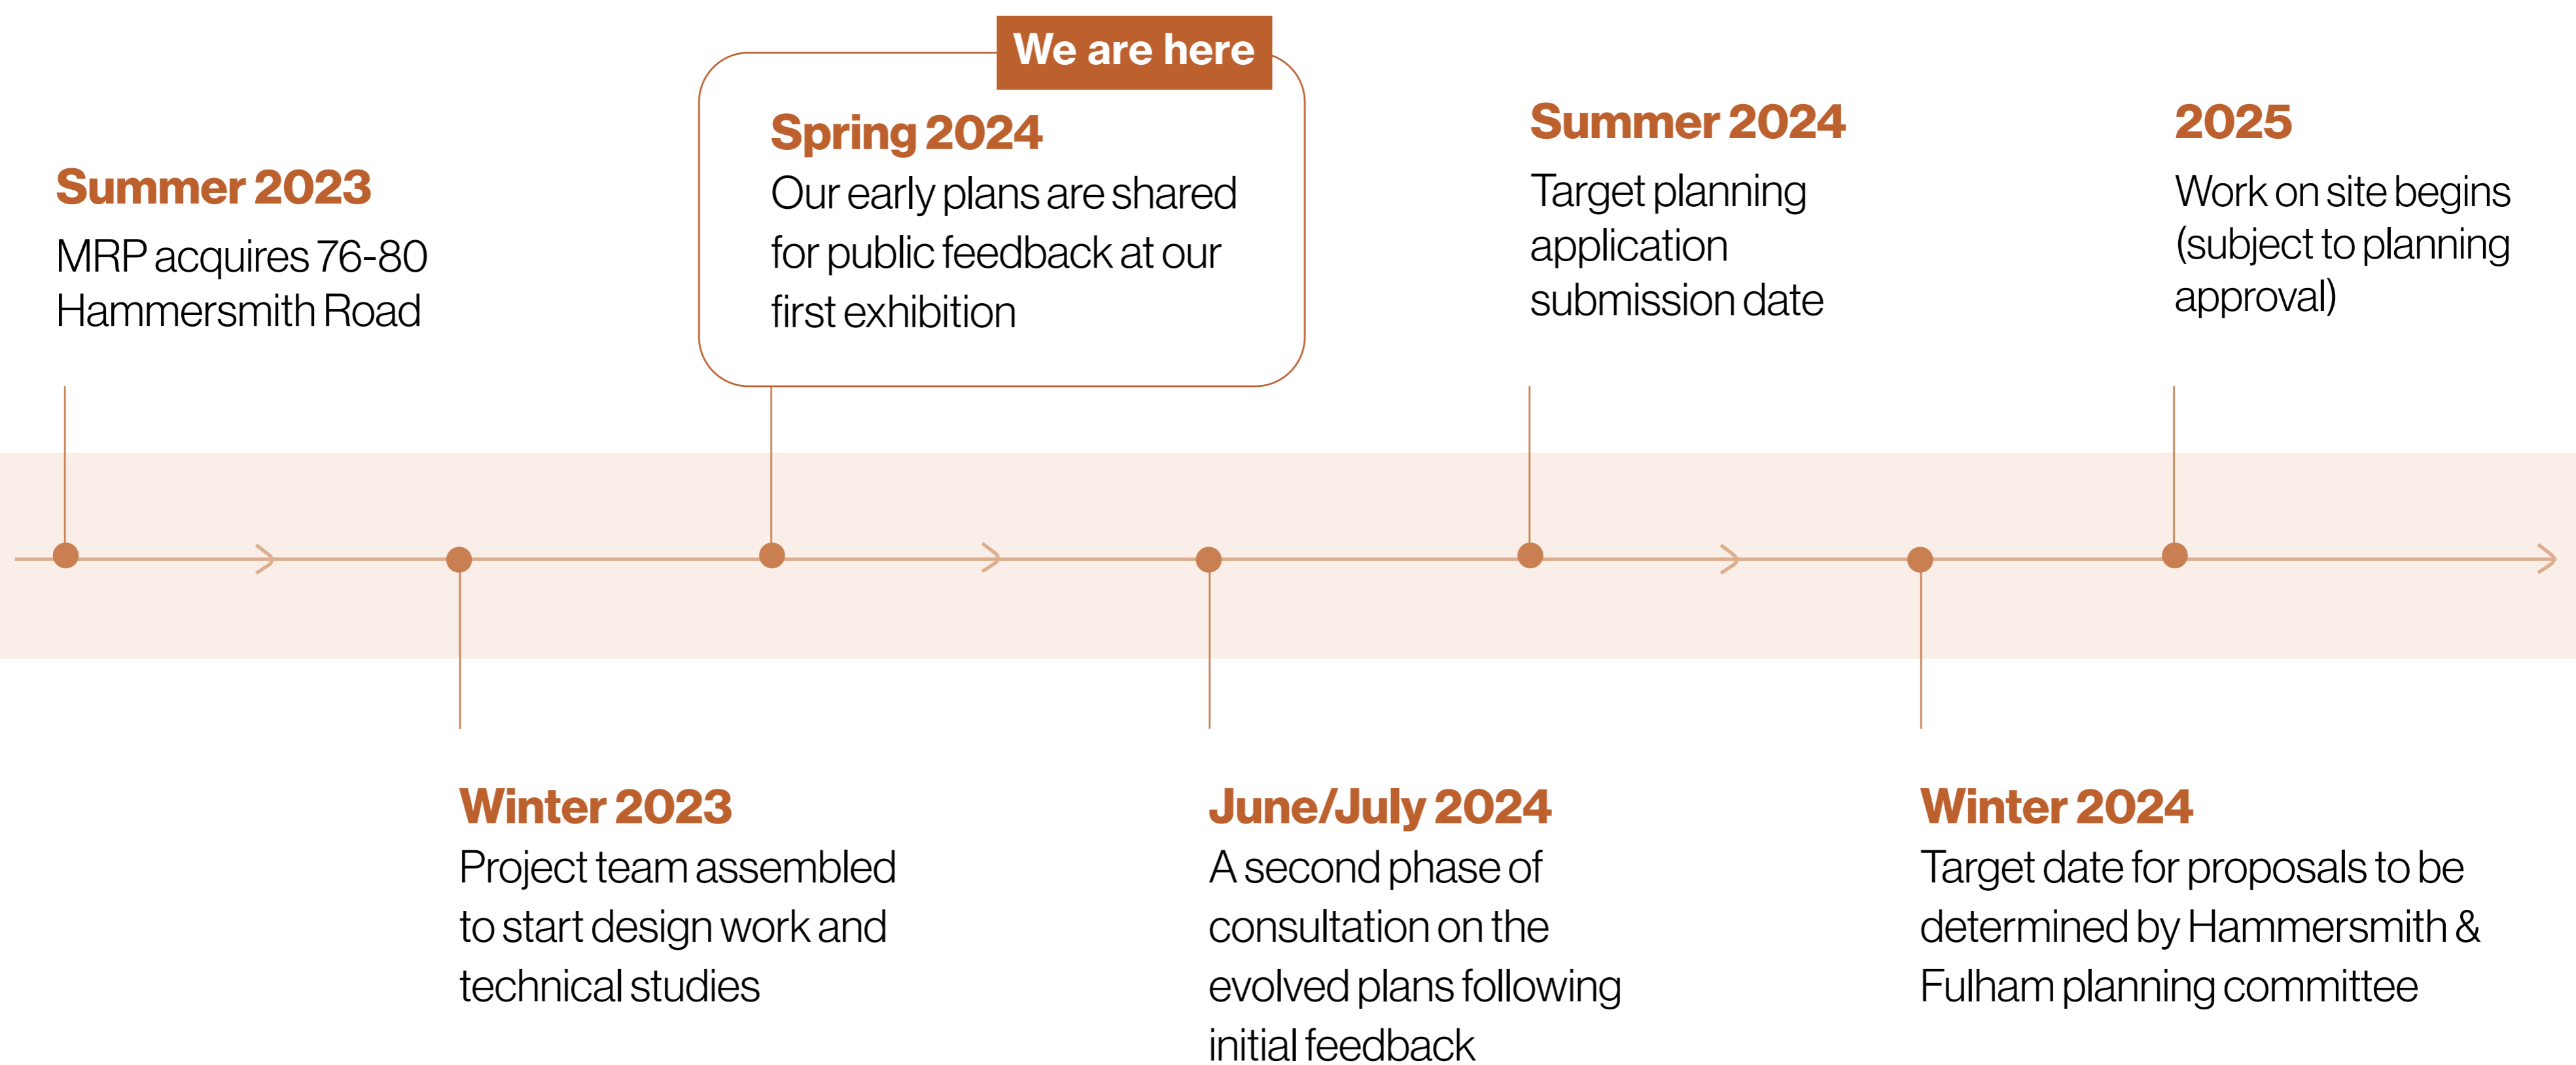 Summer 2023
MRP acquires 76-80
Hammersmith Road
Winter 2023
Project team assembled
to start design work and
technical studies
We are here
Spring 2024
Our early plans are shared
for public feedback at our
first exhibition
June/July 2024
A second phase of
consultation on the
evolved plans following
initial feedback
Summer 2024
Target planning
application
submission date
Winter 2024
Target date for proposals to be
determined by Hammersmith &
Fulham planning committee
2025
Work on site begins
(subject to planning
approval)